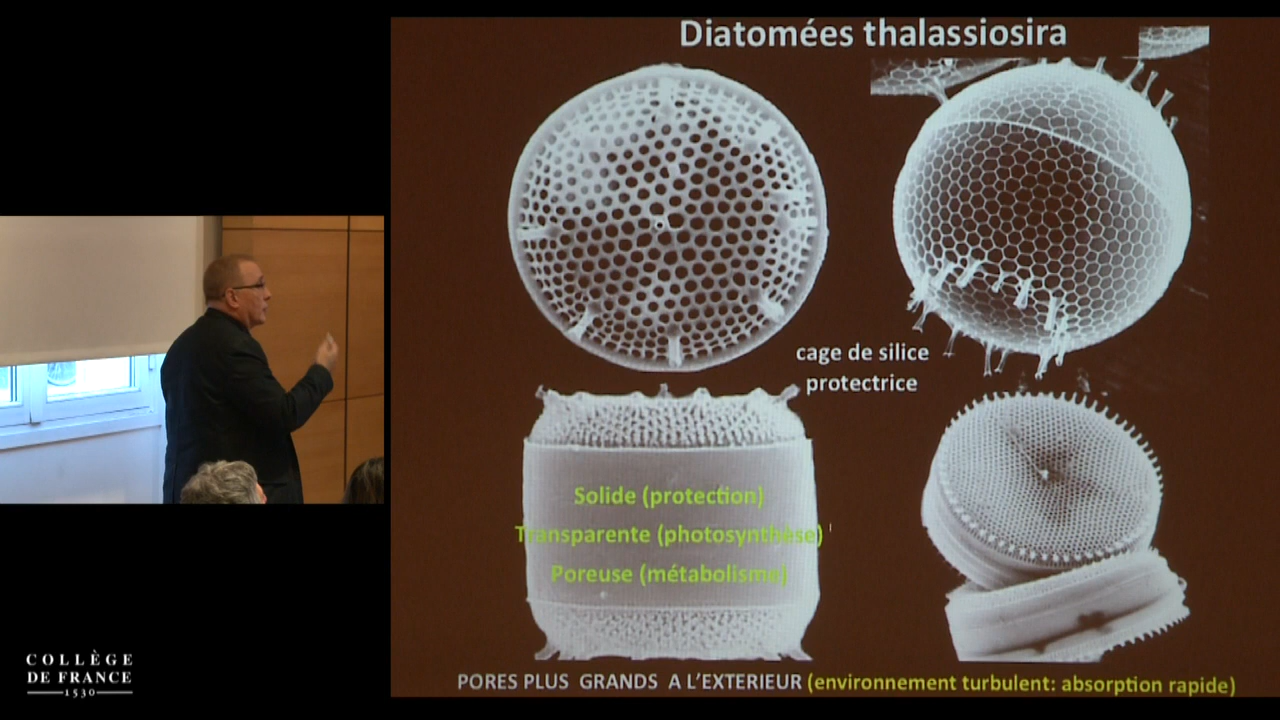 Diatomées thalassiosira
cage de silice
protectrice
Solide (protection)
Transparente (photosynthèse)
Poreuse (métabolisme)
PORES PLUS GRANDS A L'EXTERIEUR (environnement turbulent: absorption rapide)
COLLÈGE
DE FRANCE
1530